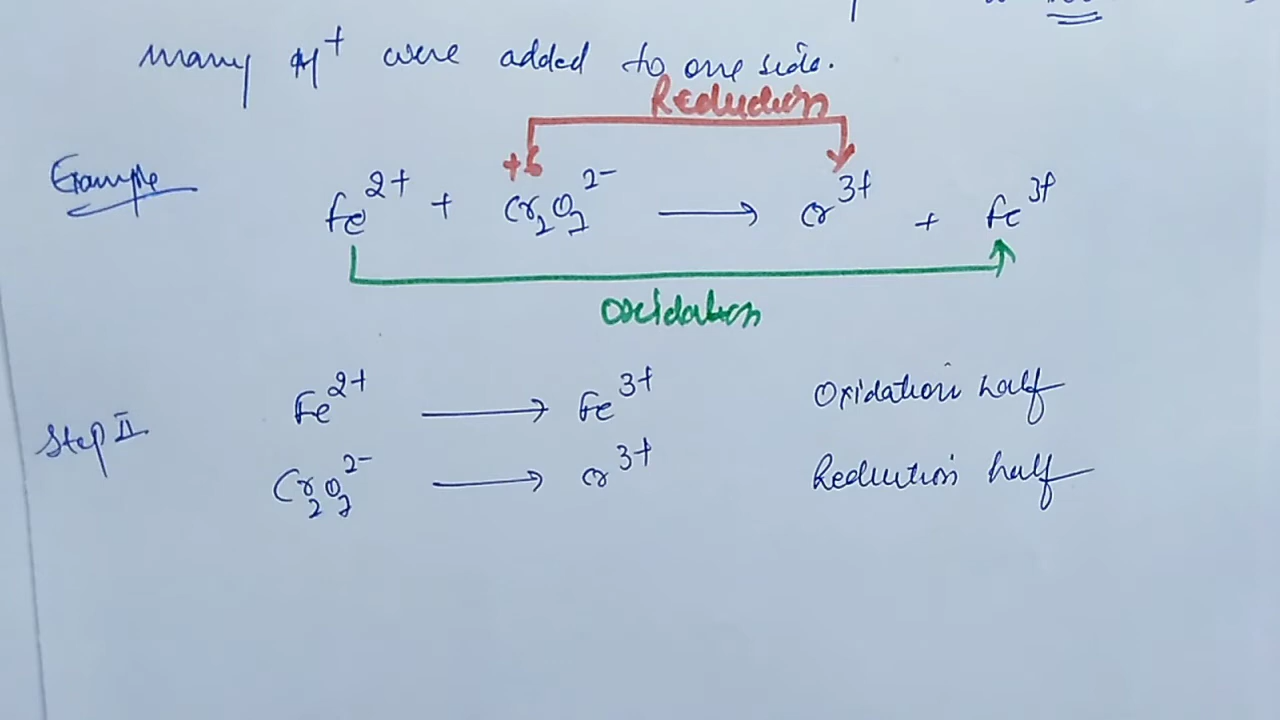 many H⁺ were added to one side.
Reduction
Example
+6
Fe²⁺ + Cr₂O₇²⁻ ⟶ Cr³⁺ + Fe³⁺
Oxidation
Fe²⁺ ⟶ Fe³⁺ Oxidation half
Step II
Cr₂O₇²⁻ ⟶ Cr³⁺ Reduction half